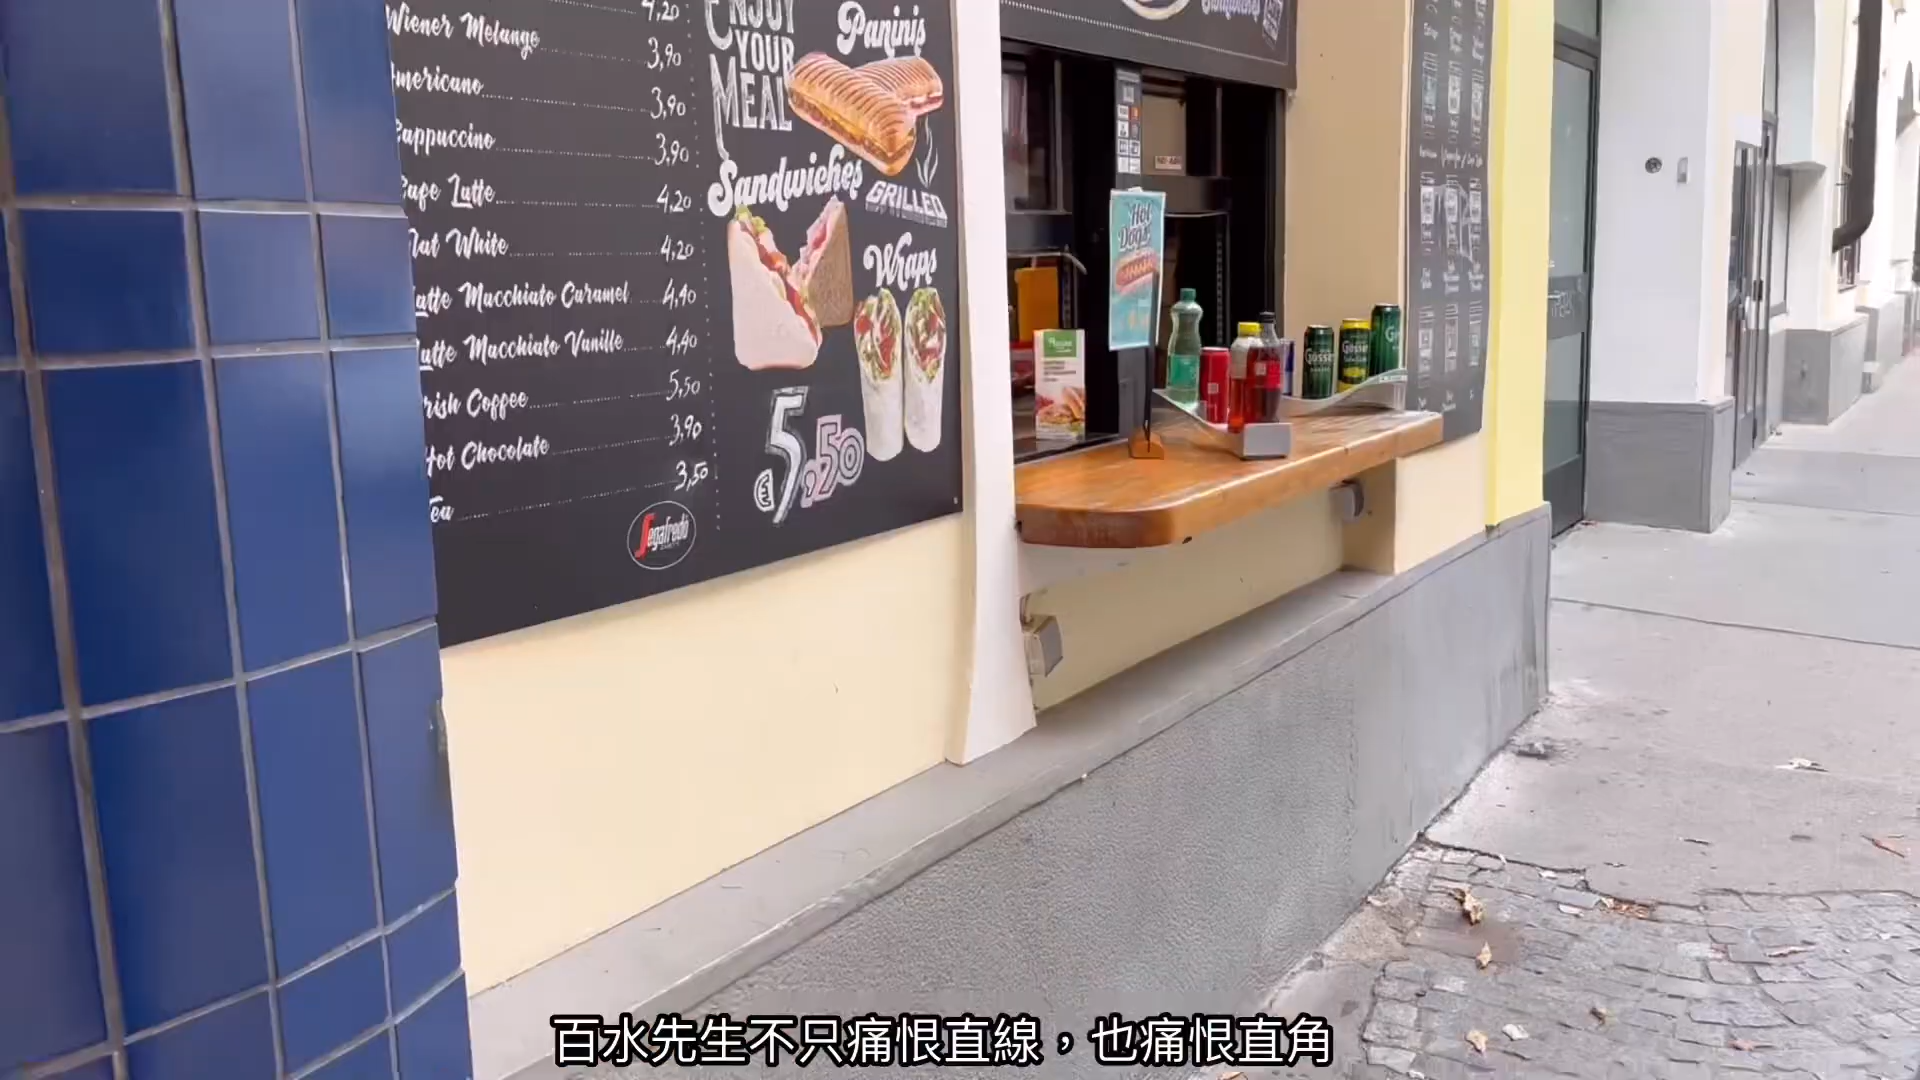 4,20
Wiener Melange 3,90
Americano 3,90
Cappuccino 3,90
Cafe Latte 4,20
Flat White 4,20
Latte Macchiato Caramel 4,40
Latte Macchiato Vanille 4,40
Irish Coffee 5,50
Hot Chocolate 3,90
Tea 3,50
Segafredo
ENJOY
YOUR
MEAL
Paninis
GRILLED
Sandwiches
Wraps
€5,50
Sandwiches
Hot
Dogs
Gösser
Gösser
百水先生不只痛恨直線，也痛恨直角